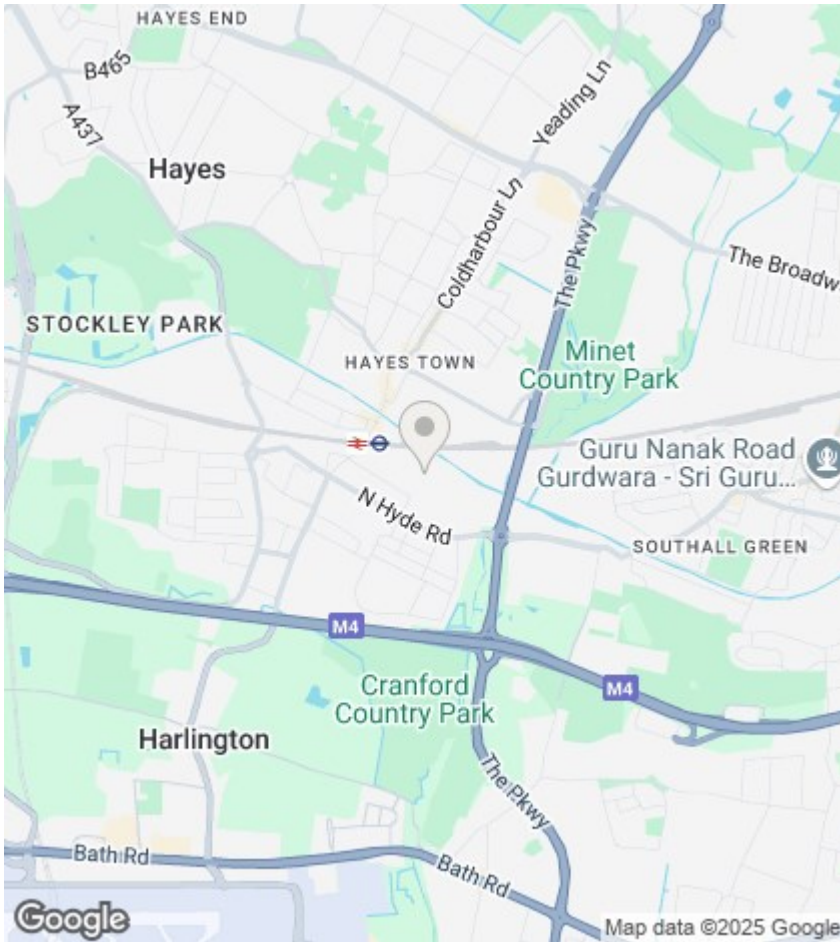 HAYES END
B465
A437
Yeading Ln
Hayes
Coldharbour Ln
The Pkwy
The Broadw
STOCKLEY PARK
HAYES TOWN
Minet
Country Park
Guru Nanak Road
Gurdwara - Sri Guru...
N Hyde Rd
SOUTHALL GREEN
M4
M4
Cranford
Country Park
Harlington
The Pkwy
Bath Rd
Bath Rd
Google
Map data ©2025 Google